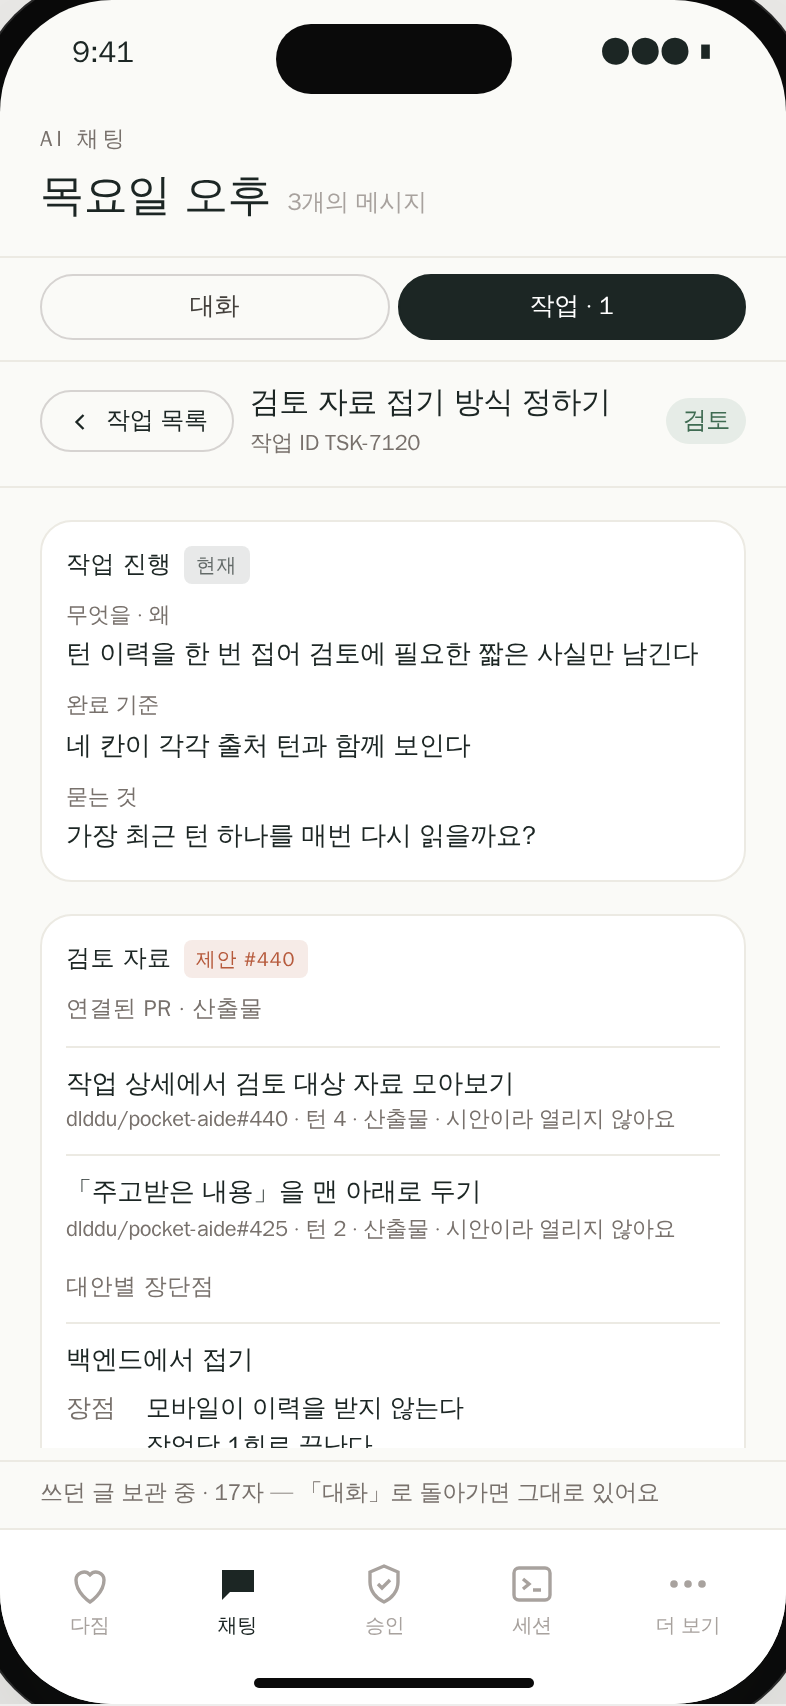 9:41
AI 채팅
목요일 오후 3개의 메시지
대화 작업 · 1
작업 목록 검토 자료 접기 방식 정하기 검토
작업 ID TSK-7120
작업 진행 현재
무엇을 · 왜
턴 이력을 한 번 접어 검토에 필요한 짧은 사실만 남긴다
완료 기준
네 칸이 각각 출처 턴과 함께 보인다
묻는 것
가장 최근 턴 하나를 매번 다시 읽을까요?
검토 자료 제안 #440
연결된 PR · 산출물
작업 상세에서 검토 대상 자료 모아보기
dlddu/pocket-aide#440 · 턴 4 · 산출물 · 시안이라 열리지 않아요
「주고받은 내용」을 맨 아래로 두기
dlddu/pocket-aide#425 · 턴 2 · 산출물 · 시안이라 열리지 않아요
대안별 장단점
백엔드에서 접기
장점 모바일이 이력을 받지 않는다
작업당 1회로 끝난다
쓰던 글 보관 중 · 17자 — 「대화」로 돌아가면 그대로 있어요
다짐 채팅 승인 세션 더 보기